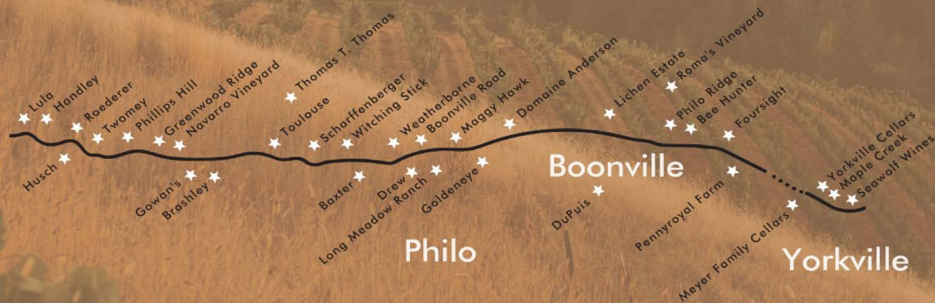 Lula
Handley
Roederer
Twomey
Phillips Hill
Greenwood Ridge
Navarro Vineyard
Thomas T. Thomas
Toulouse
Scharffenberger
Witching Stick
Weatherborne
Boonville Road
Maggy Hawk
Domaine Anderson
Lichen Estate
Roma's Vineyard
Philo Ridge
Bee Hunter
Foursight
Yorkville Cellars
Maple Creek
Seawolf Wines
Husch
Gowan's
Brashley
Baxter
Drew
Long Meadow Ranch
Goldeneye
DuPuis
Pennyroyal Farm
Meyer Family Cellars
Boonville
Philo
Yorkville